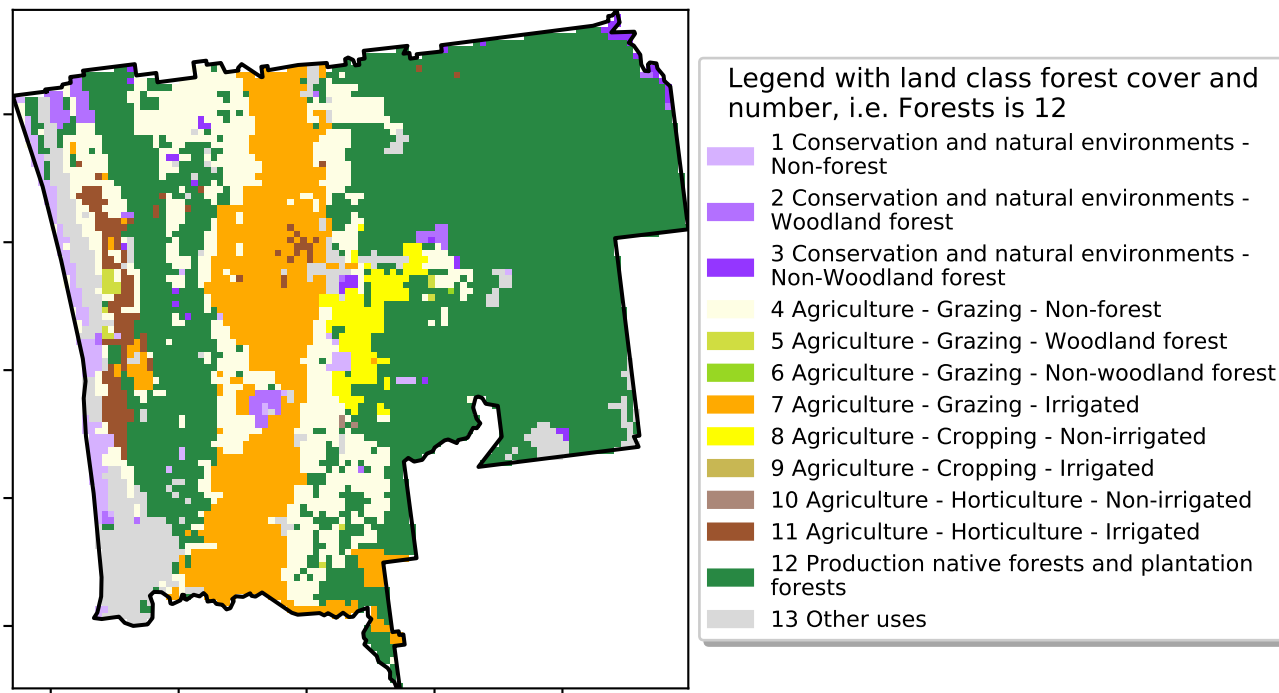 Legend with land class forest cover and
number, i.e. Forests is 12
1 Conservation and natural environments -
Non-forest
2 Conservation and natural environments -
Woodland forest
3 Conservation and natural environments -
Non-Woodland forest
4 Agriculture - Grazing - Non-forest
5 Agriculture - Grazing - Woodland forest
6 Agriculture - Grazing - Non-woodland forest
7 Agriculture - Grazing - Irrigated
8 Agriculture - Cropping - Non-irrigated
9 Agriculture - Cropping - Irrigated
10 Agriculture - Horticulture - Non-irrigated
11 Agriculture - Horticulture - Irrigated
12 Production native forests and plantation
forests
13 Other uses